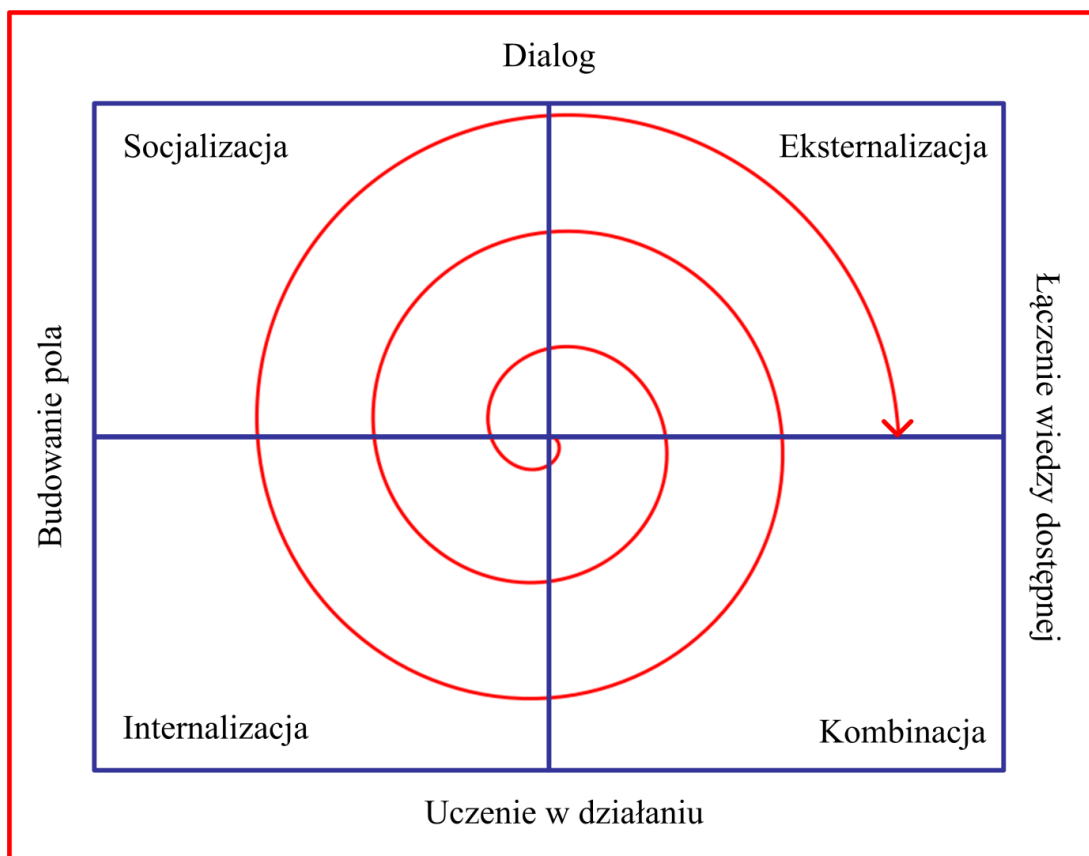 Dialog
Socjalizacja
Eksternalizacja
Budowanie pola
Łączenie wiedzy dostępnej
Internalizacja
Kombinacja
Uczenie w działaniu